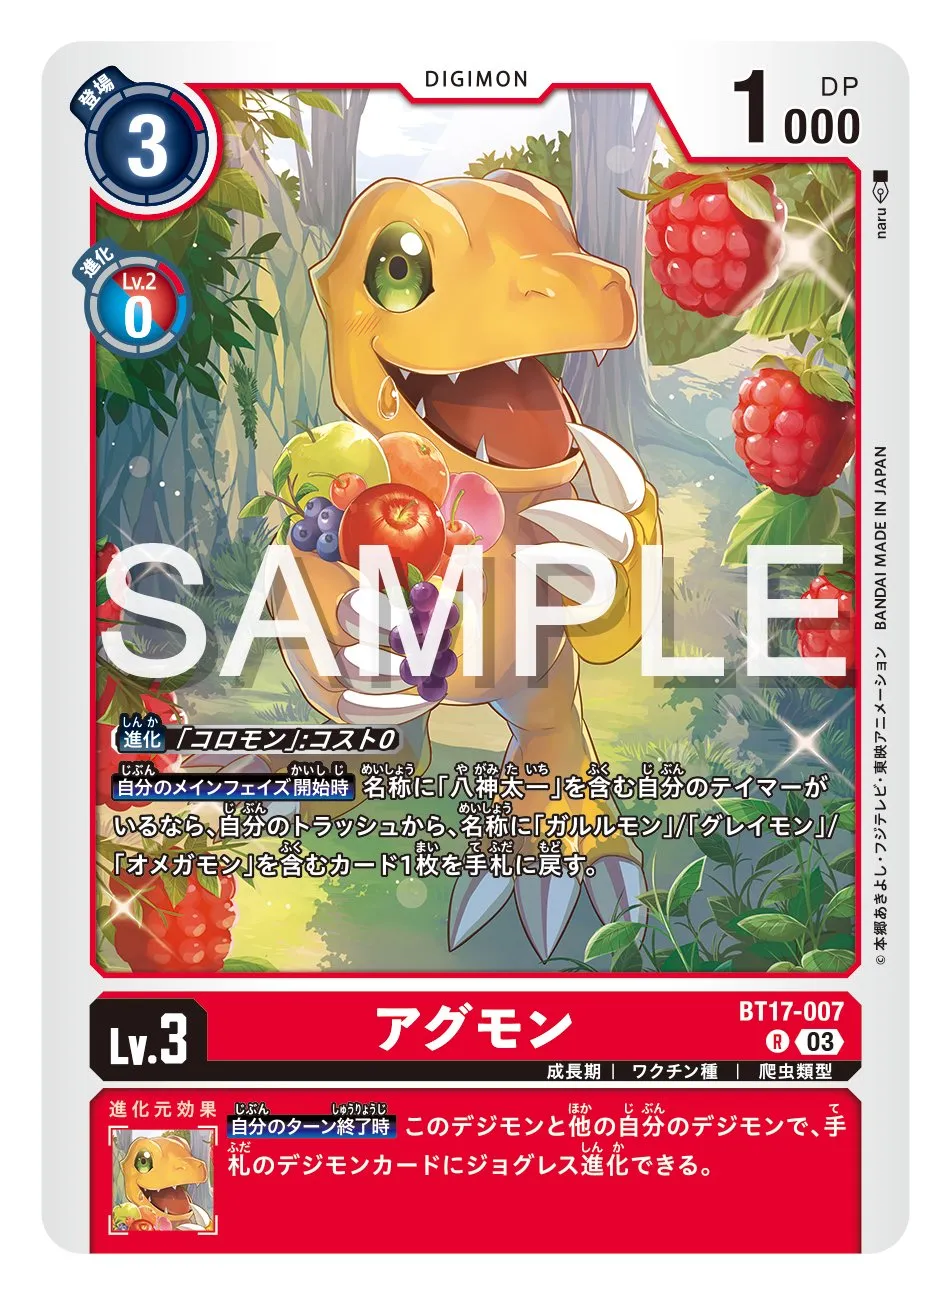 DIGIMON
登場
3
1000
DP
進化
Lv.2
0
naru
SAMPLE
©本郷あきよし・フジテレビ・東映アニメーション BANDAI MADE IN JAPAN
進化 「コロモン」:コスト0
自分のメインフェイズ開始時 名称に「八神太一」を含む自分のテイマーが
いるなら、自分のトラッシュから、名称に「ガルルモン」/「グレイモン」/
「オメガモン」を含むカード1枚を手札に戻す。
Lv.3
アグモン
BT17-007
R 03
成長期 | ワクチン種 | 爬虫類型
進化元効果
自分のターン終了時 このデジモンと他の自分のデジモンで、手
札のデジモンカードにジョグレス進化できる。